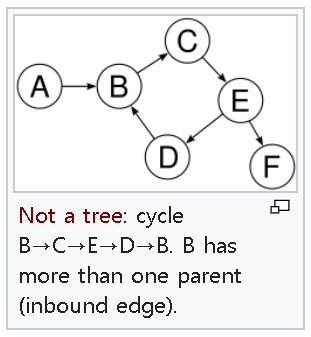 C
A
B
E
D
F
Not a tree: cycle
B→C→E→D→B. B has
more than one parent
(inbound edge).